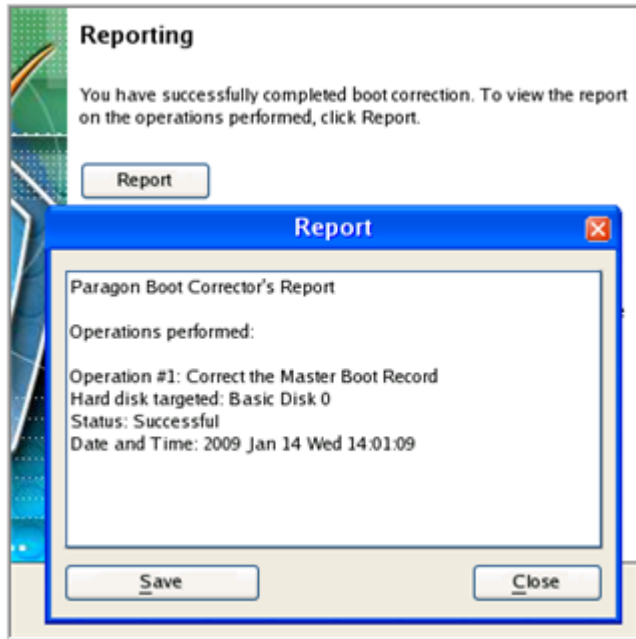 Reporting
You have successfully completed boot correction. To view the report
on the operations performed, click Report.
Report
Report
Paragon Boot Corrector's Report
Operations performed:
Operation #1: Correct the Master Boot Record
Hard disk targeted: Basic Disk 0
Status: Successful
Date and Time: 2009 Jan 14 Wed 14:01:09
Save
Close